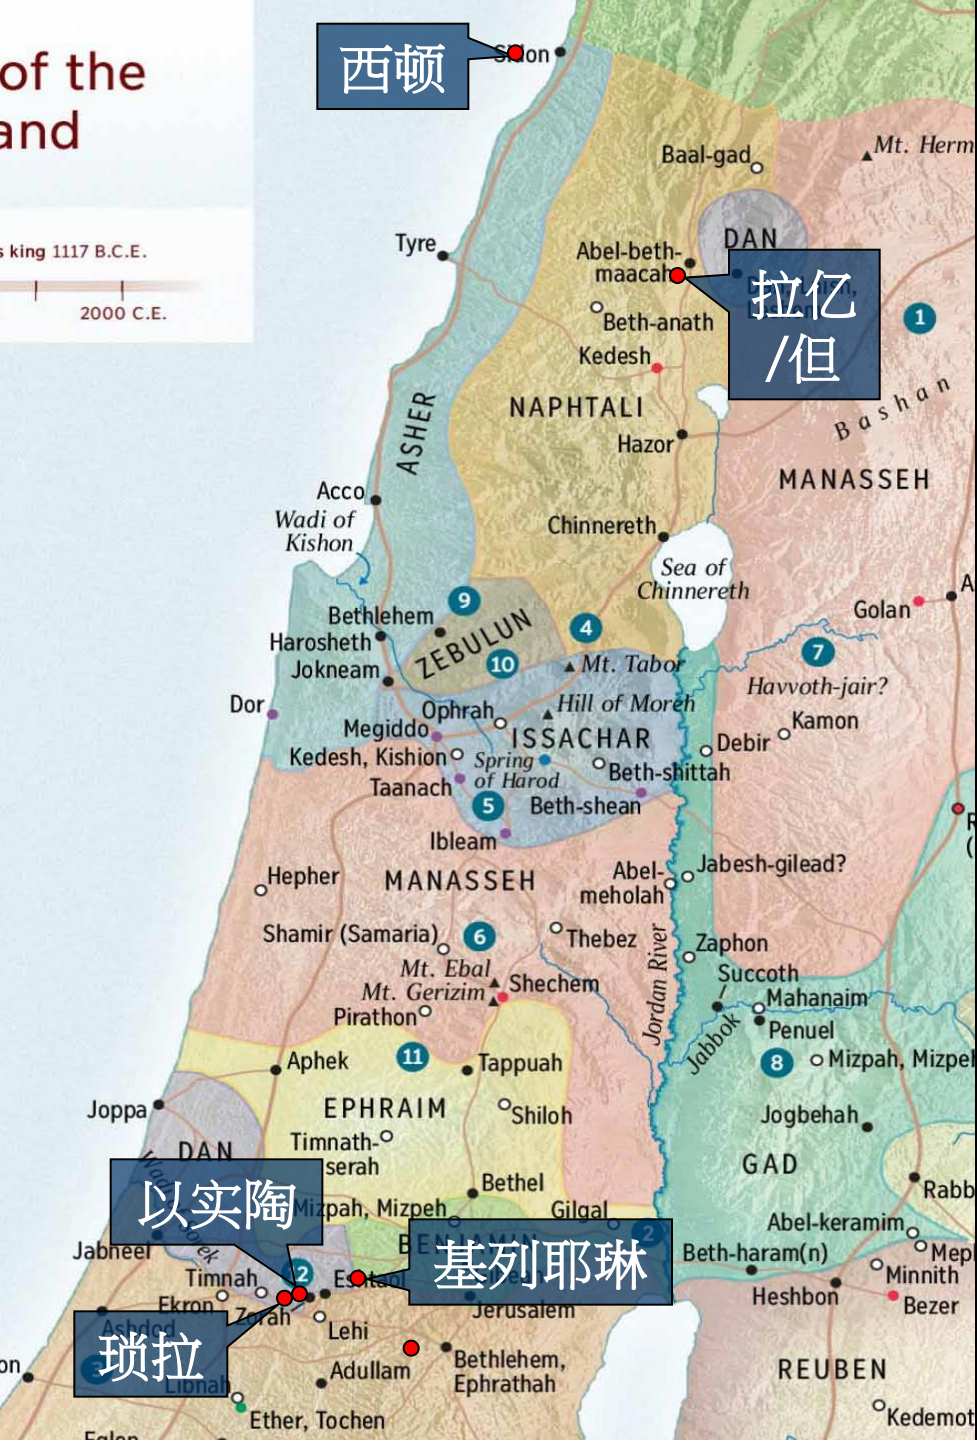 of the
and
s king 1117 B.C.E.
2000 C.E.
西顿
Baal-gad
Mt. Herm
Tyre
DAN
Abel-beth-
maacah
拉亿
/但
Beth-anath
1
Kedesh
Bashan
NAPHTALI
ASHER
Hazor
MANASSEH
Acco
Wadi of
Kishon
Chinnereth
Sea of
Chinnereth
Golan
9
Bethlehem
Harosheth
ZEBULUN
4
7
Jokneam
10
Mt. Tabor
Havvoth-jair?
Dor
Ophrah
Hill of Moreh
Kamon
Megiddo
ISSACHAR
Debir
Kedesh, Kishion
Spring
of Harod
Beth-shittah
Taanach
5
Beth-shean
Ibleam
Hepher
MANASSEH
Abel-
meholah
Jabesh-gilead?
Shamir (Samaria)
6
Thebez
Zaphon
Mt. Ebal
Mt. Gerizim
Shechem
Jordan River
Succoth
Mahanaim
Pirathon
Penuel
Jabbok
Aphek
11
Tappuah
8
Mizpah, Mizpeh
Joppa
EPHRAIM
Shiloh
Jogbehah
DAN
Timnath-
serah
GAD
Bethel
Rabb
以实陶
Mizpah, Mizpeh
Gilgal
2
Abel-keramim
Jabneel
基列耶琳
Beth-haram(n)
Mep
Timnah
Eshtaol
Minnith
Ekron
Zorah
Jerusalem
Heshbon
Bezer
Ashdod
Lehi
琐拉
3
Adullam
Bethlehem,
Ephrathah
REUBEN
Libnah
Ether, Tochen
Kedemot